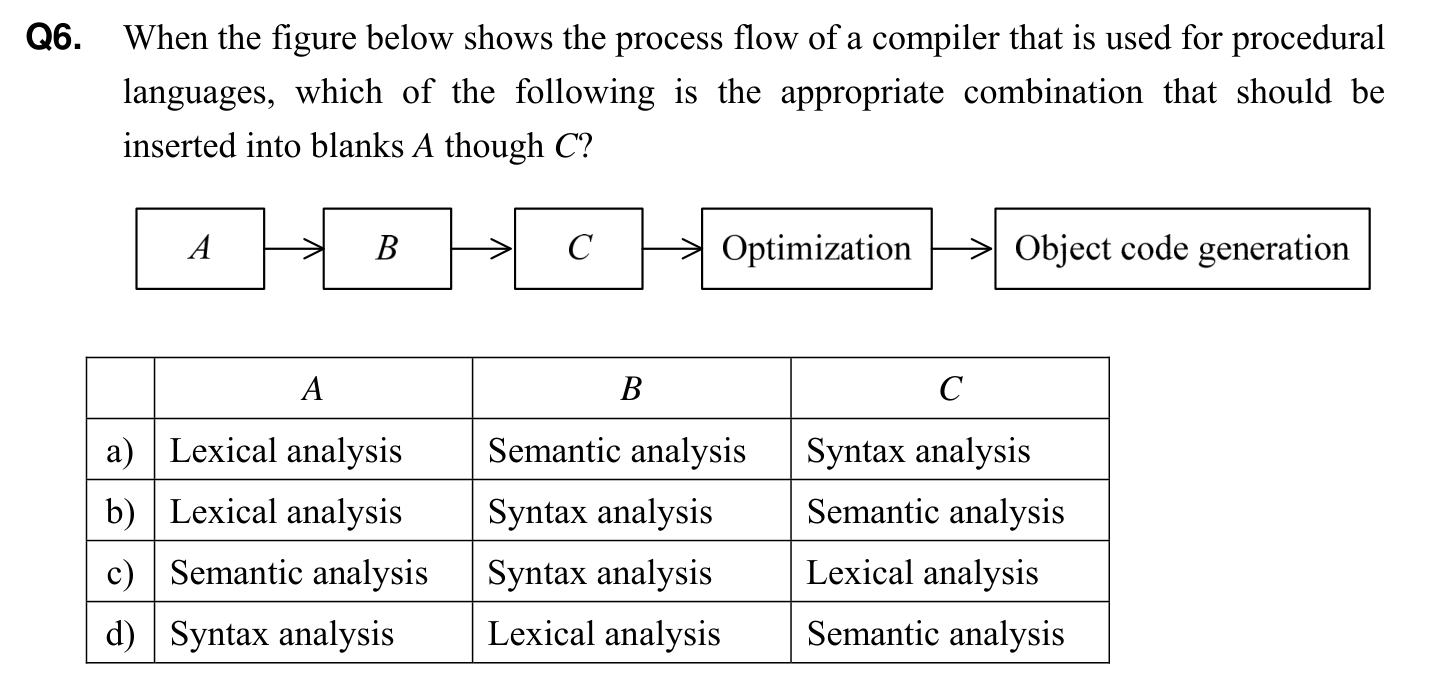 Q6. When the figure below shows the process flow of a compiler that is used for procedural
languages, which of the following is the appropriate combination that should be
inserted into blanks A though C?
A B C Optimization Object code generation
A B C
a) Lexical analysis Semantic analysis Syntax analysis
b) Lexical analysis Syntax analysis Semantic analysis
c) Semantic analysis Syntax analysis Lexical analysis
d) Syntax analysis Lexical analysis Semantic analysis